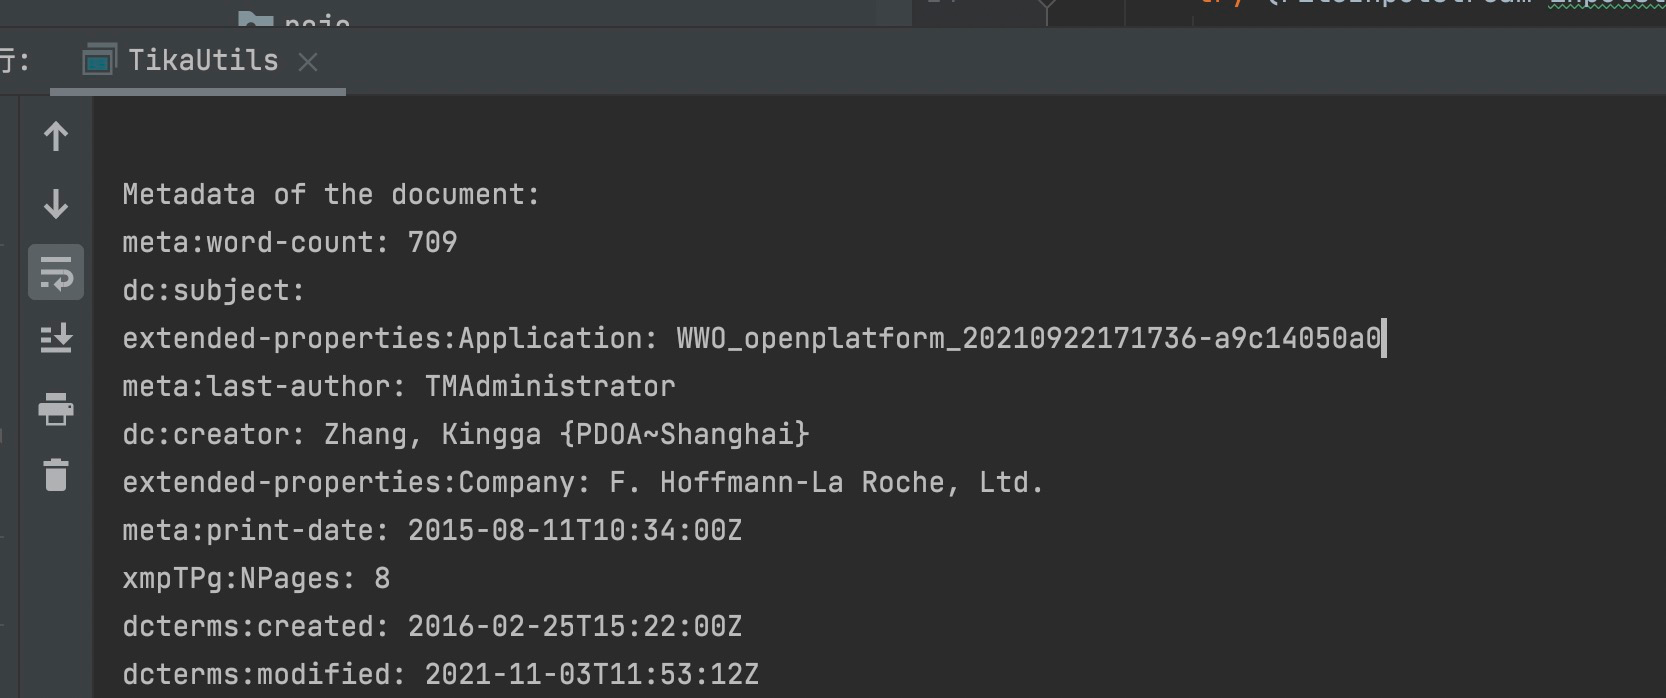 try
行:
TikaUtils
Metadata of the document:
meta:word-count: 709
dc:subject:
extended-properties:Application: WWO_openplatform_20210922171736-a9c14050a0
meta:last-author: TMAdministrator
dc:creator: Zhang, Kingga {PDOA~Shanghai}
extended-properties:Company: F. Hoffmann-La Roche, Ltd.
meta:print-date: 2015-08-11T10:34:00Z
xmpTPg:NPages: 8
dcterms:created: 2016-02-25T15:22:00Z
dcterms:modified: 2021-11-03T11:53:12Z